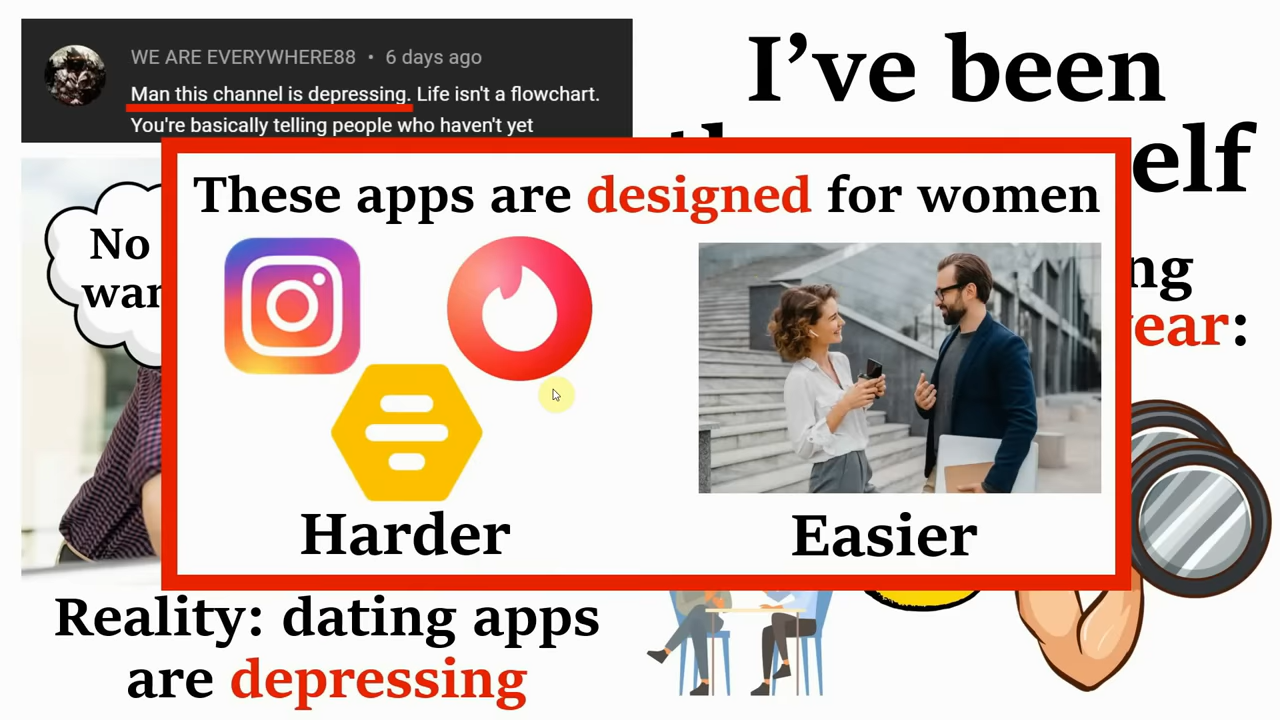 WE ARE EVERYWHERE88 • 6 days ago
Man this channel is depressing. Life isn't a flowchart.
You're basically telling people who haven't yet
I've been
elf
No
ng
ear:
These apps are designed for women
Harder
Easier
Reality: dating apps
are depressing